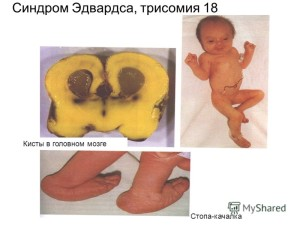 Синдром Эдвардса, трисомия 18
Кисты в головном мозге
Стопа-качалка
MyShared